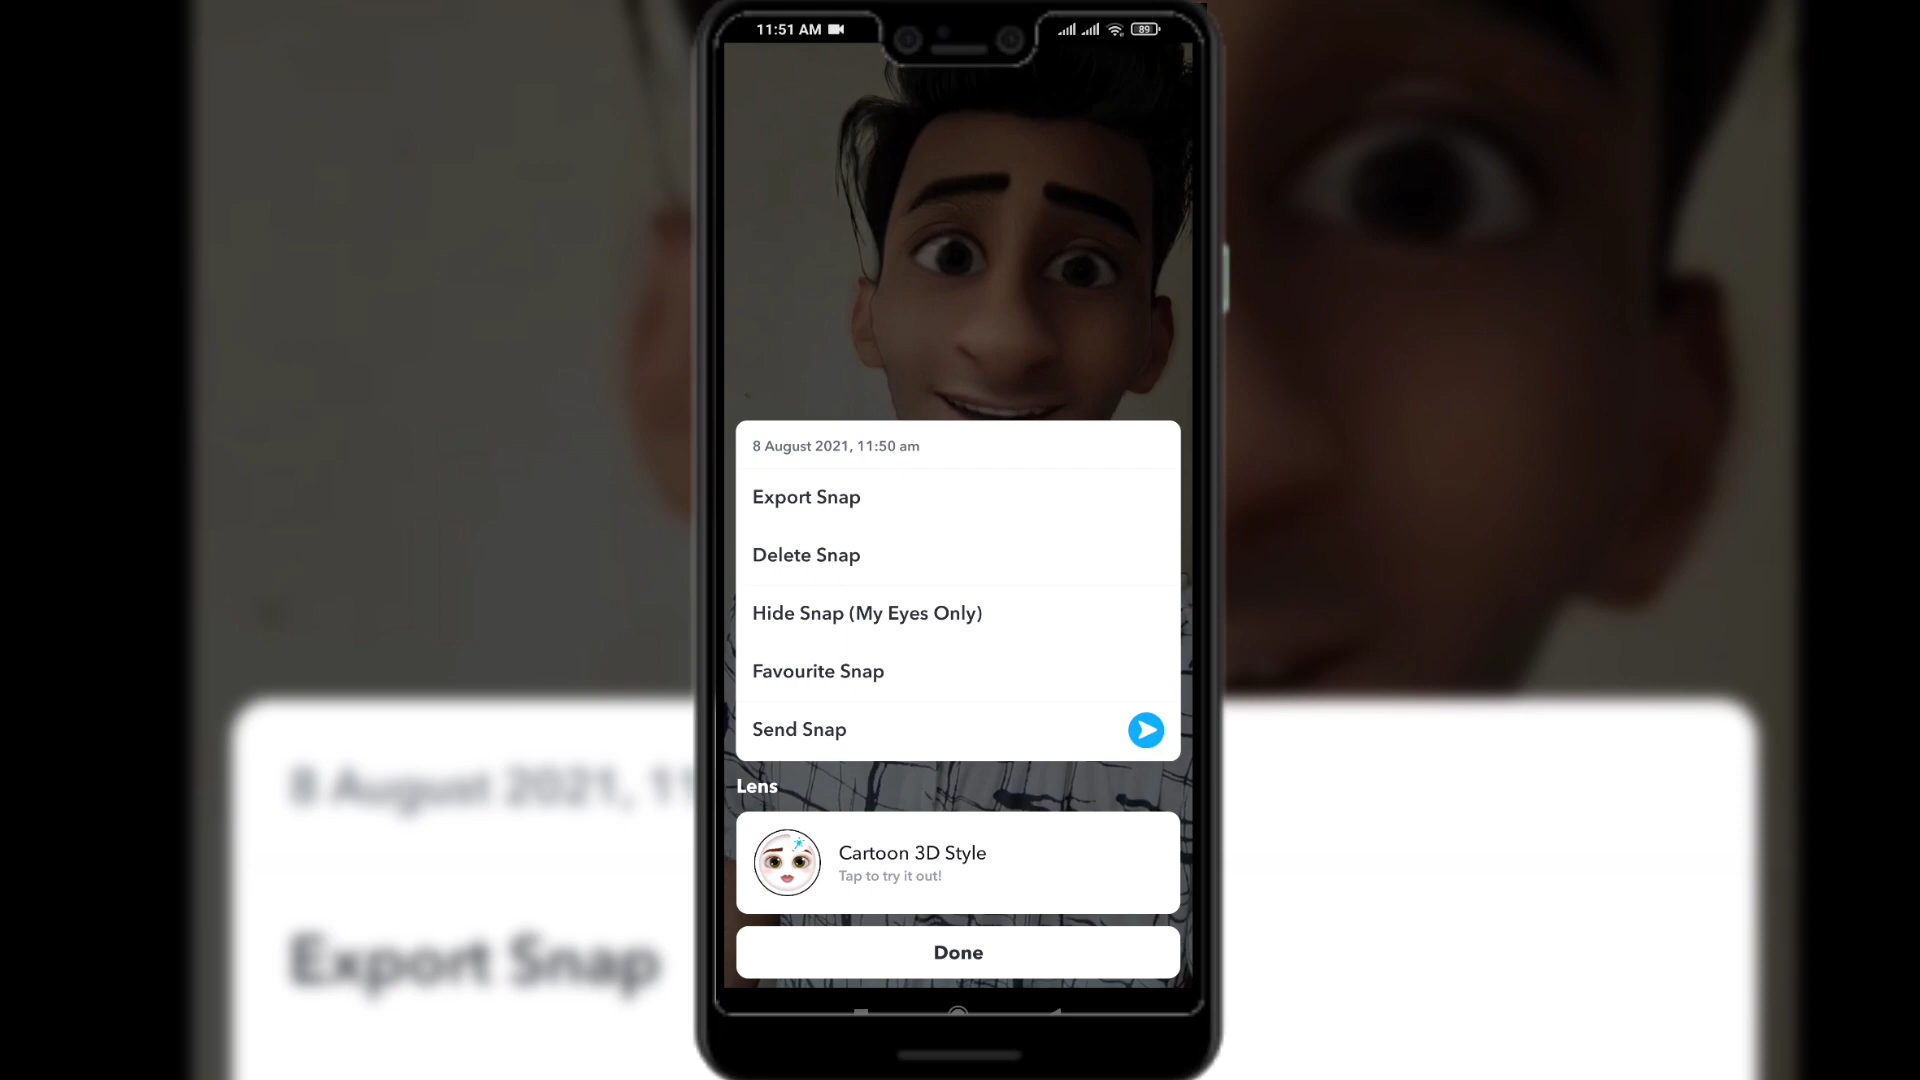 11:51 AM
89
8 August 2021, 11:50 am
Export Snap
Delete Snap
Hide Snap (My Eyes Only)
Favourite Snap
Send Snap
Lens
Cartoon 3D Style
Tap to try it out!
Done
8 August 2021, 11
Export Snap